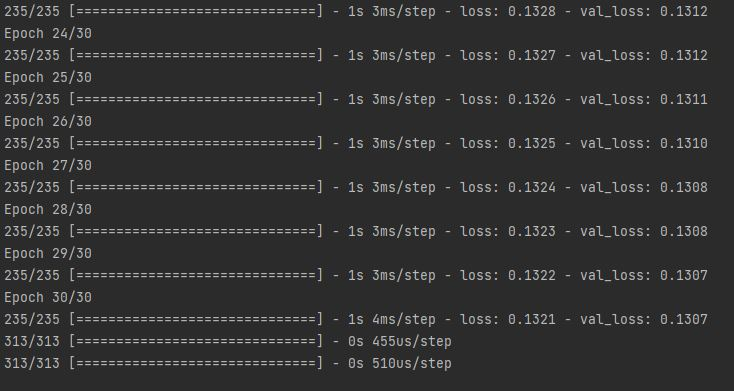 235/235 [==============================] - 1s 3ms/step - loss: 0.1328 - val_loss: 0.1312
Epoch 24/30
235/235 [==============================] - 1s 3ms/step - loss: 0.1327 - val_loss: 0.1312
Epoch 25/30
235/235 [==============================] - 1s 3ms/step - loss: 0.1326 - val_loss: 0.1311
Epoch 26/30
235/235 [==============================] - 1s 3ms/step - loss: 0.1325 - val_loss: 0.1310
Epoch 27/30
235/235 [==============================] - 1s 3ms/step - loss: 0.1324 - val_loss: 0.1308
Epoch 28/30
235/235 [==============================] - 1s 3ms/step - loss: 0.1323 - val_loss: 0.1308
Epoch 29/30
235/235 [==============================] - 1s 3ms/step - loss: 0.1322 - val_loss: 0.1307
Epoch 30/30
235/235 [==============================] - 1s 4ms/step - loss: 0.1321 - val_loss: 0.1307
313/313 [==============================] - 0s 455us/step
313/313 [==============================] - 0s 510us/step